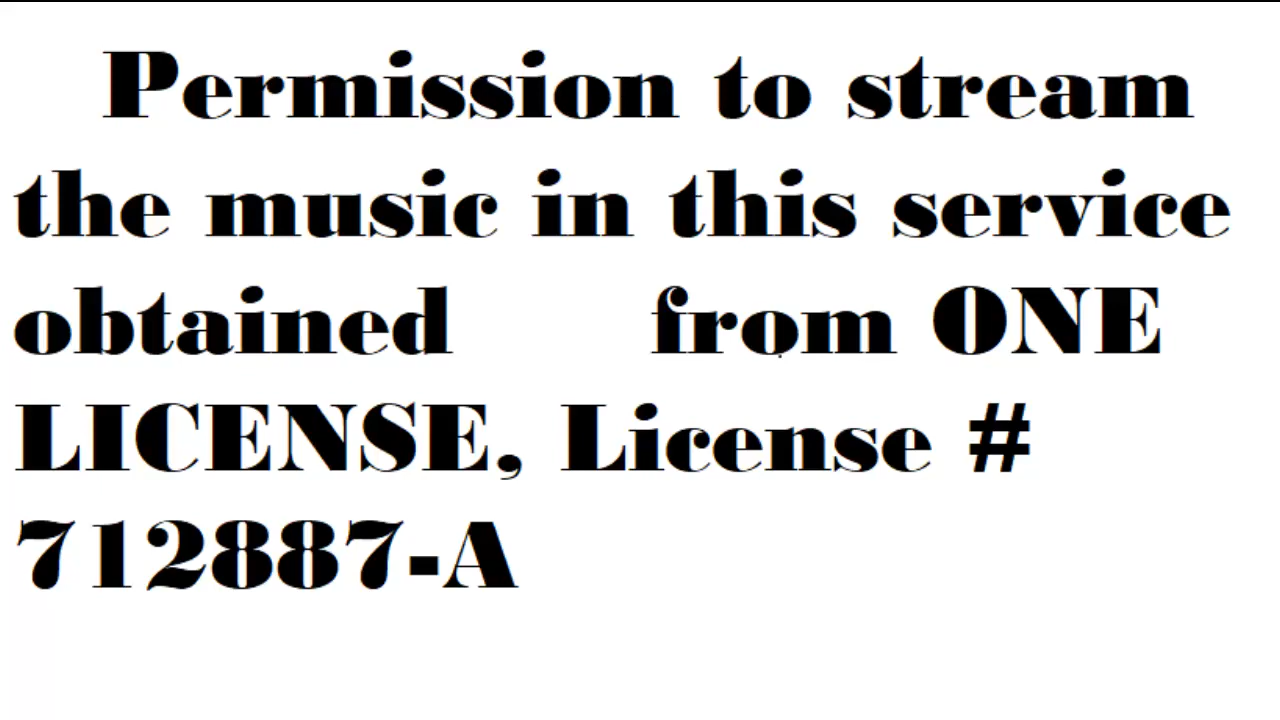 Permission to stream
the music in this service
obtained from ONE
LICENSE, License #
712887-A